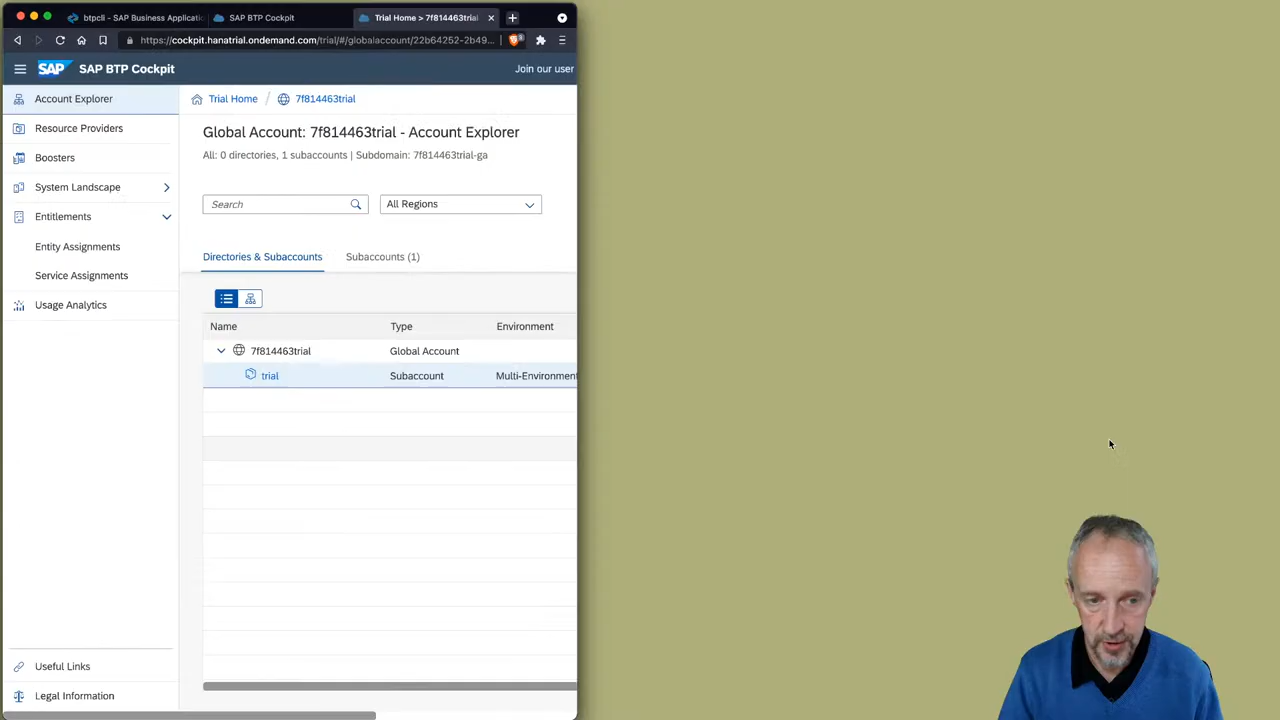 btpcli - SAP Business Applicatio
SAP BTP Cockpit
Trial Home > 7f814463trial
https://cockpit.hanatrial.ondemand.com/trial/#/globalaccount/22b64252-2b49...
SAP
SAP BTP Cockpit
Join our user
Account Explorer
Resource Providers
Boosters
System Landscape
Entitlements
Entity Assignments
Service Assignments
Usage Analytics
Useful Links
Legal Information
Trial Home / 7f814463trial
Global Account: 7f814463trial - Account Explorer
All: 0 directories, 1 subaccounts | Subdomain: 7f814463trial-ga
Search
All Regions
Directories & Subaccounts
Subaccounts (1)
Name Type Environment
7f814463trial Global Account
trial Subaccount Multi-Environment